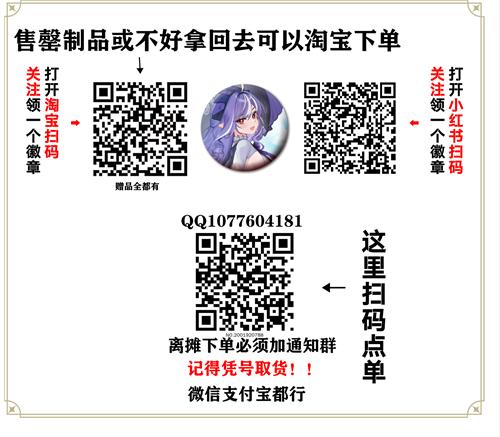 售罄制品或不好拿回去可以淘宝下单
打开淘宝扫码
关注领一个徽章
打开小红书扫码
关注领一个徽章
赠品全都有
QQ1077604181
这里扫码点单
NO.2001920788
离摊下单必须加通知群
记得凭号取货！！
微信支付宝都行